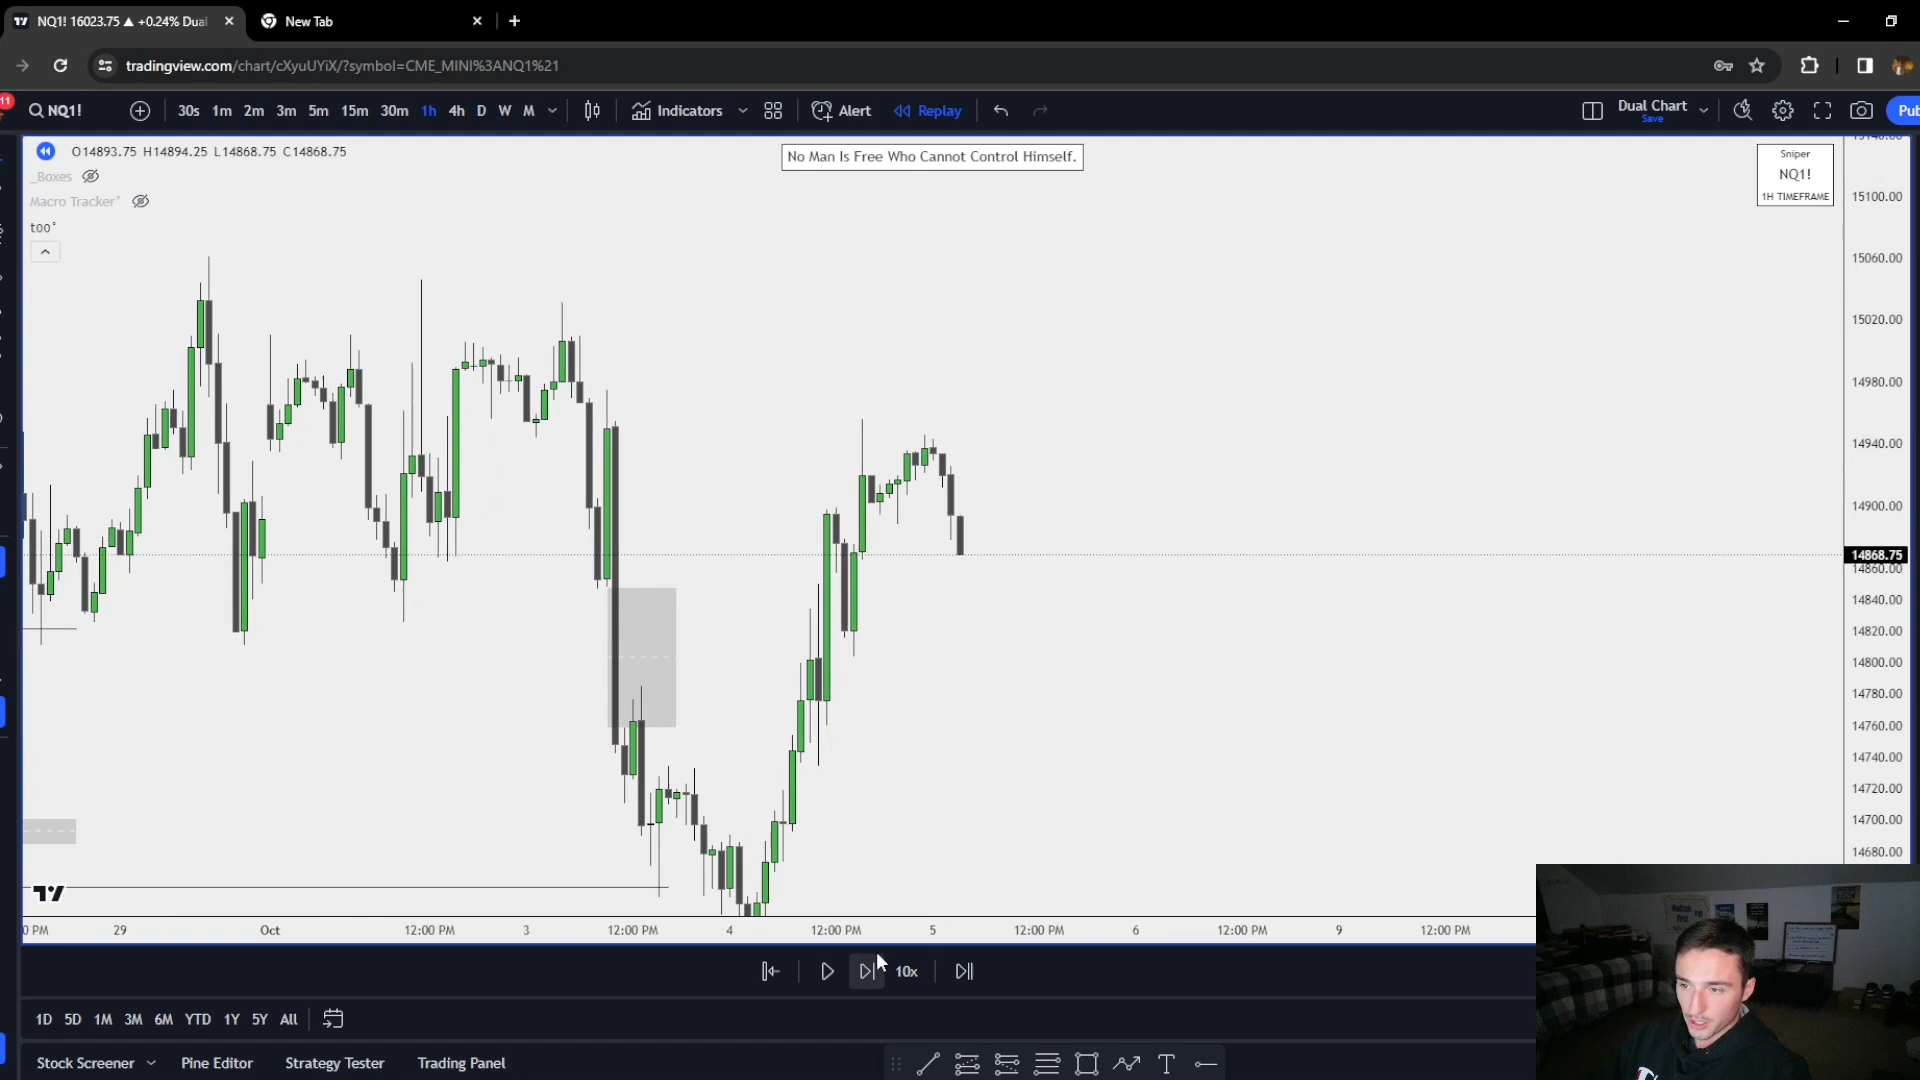 NQ1! 16023.75 ▲ +0.24% Dual
New Tab
tradingview.com/chart/cXyuUYiX/?symbol=CME_MINI%3ANQ1%21
11
NQ1!
30s 1m 2m 3m 5m 15m 30m 1h 4h D W M
Indicators
Alert
Replay
Dual Chart
Save
Pub
O14893.75 H14894.25 L14868.75 C14868.75
_Boxes
Macro Tracker°
too°
No Man Is Free Who Cannot Control Himself.
Sniper
NQ1!
1H TIMEFRAME
15140.00
15100.00
15060.00
15020.00
14980.00
14940.00
14900.00
14868.75
14860.00
14840.00
14820.00
14800.00
14780.00
14760.00
14740.00
14720.00
14700.00
14680.00
0 PM 29 Oct 12:00 PM 3 12:00 PM 4 12:00 PM 5 12:00 PM 6 12:00 PM 9 12:00 PM
10x
1D 5D 1M 3M 6M YTD 1Y 5Y All
Stock Screener Pine Editor Strategy Tester Trading Panel